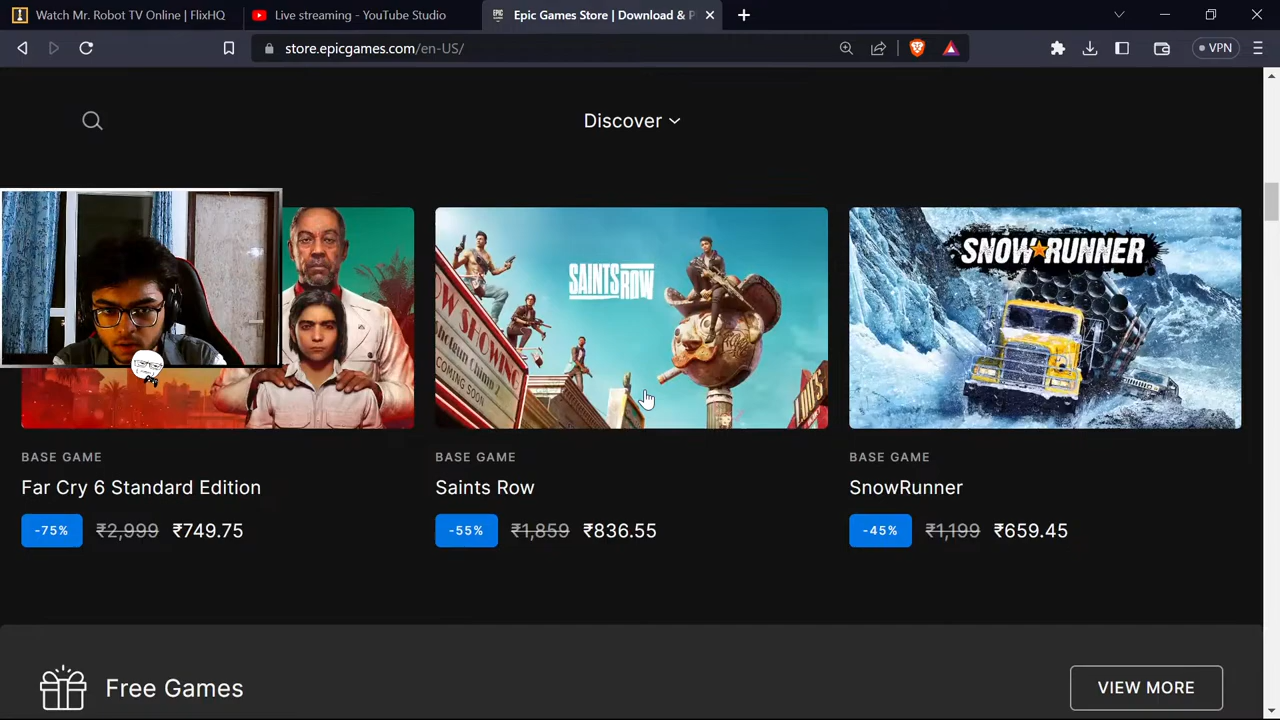 Watch Mr. Robot TV Online | FlixHQ
Live streaming - YouTube Studio
EPIC
Epic Games Store | Download & P
store.epicgames.com/en-US/
VPN
Discover
SAINTS ROW
COMING SOON
SNOWRUNNER
BASE GAME
Far Cry 6 Standard Edition
-75% ₹2,999 ₹749.75
BASE GAME
Saints Row
-55% ₹1,859 ₹836.55
BASE GAME
SnowRunner
-45% ₹1,199 ₹659.45
Free Games
VIEW MORE